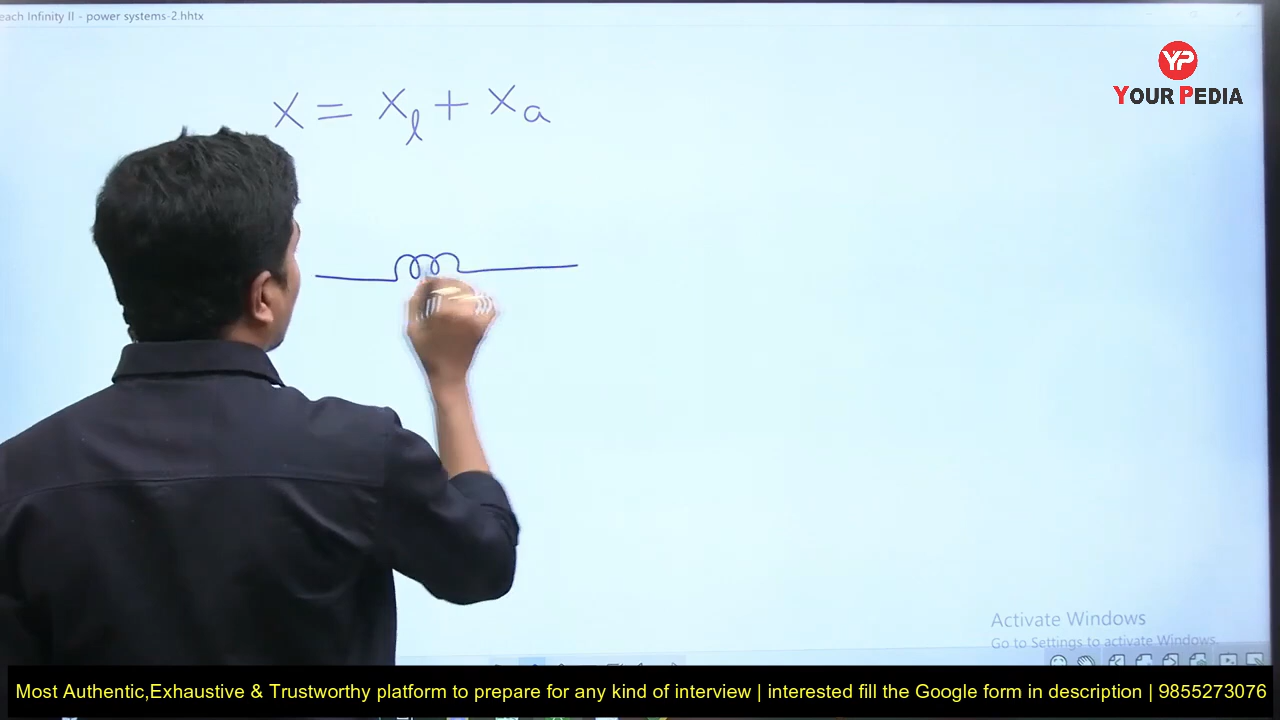 each Infinity II - power systems-2.hhtx
YP
YOUR PEDIA
X = Xl + Xa
Activate Windows
Go to Settings to activate Windows.
Most Authentic,Exhaustive & Trustworthy platform to prepare for any kind of interview | interested fill the Google form in description | 9855273076